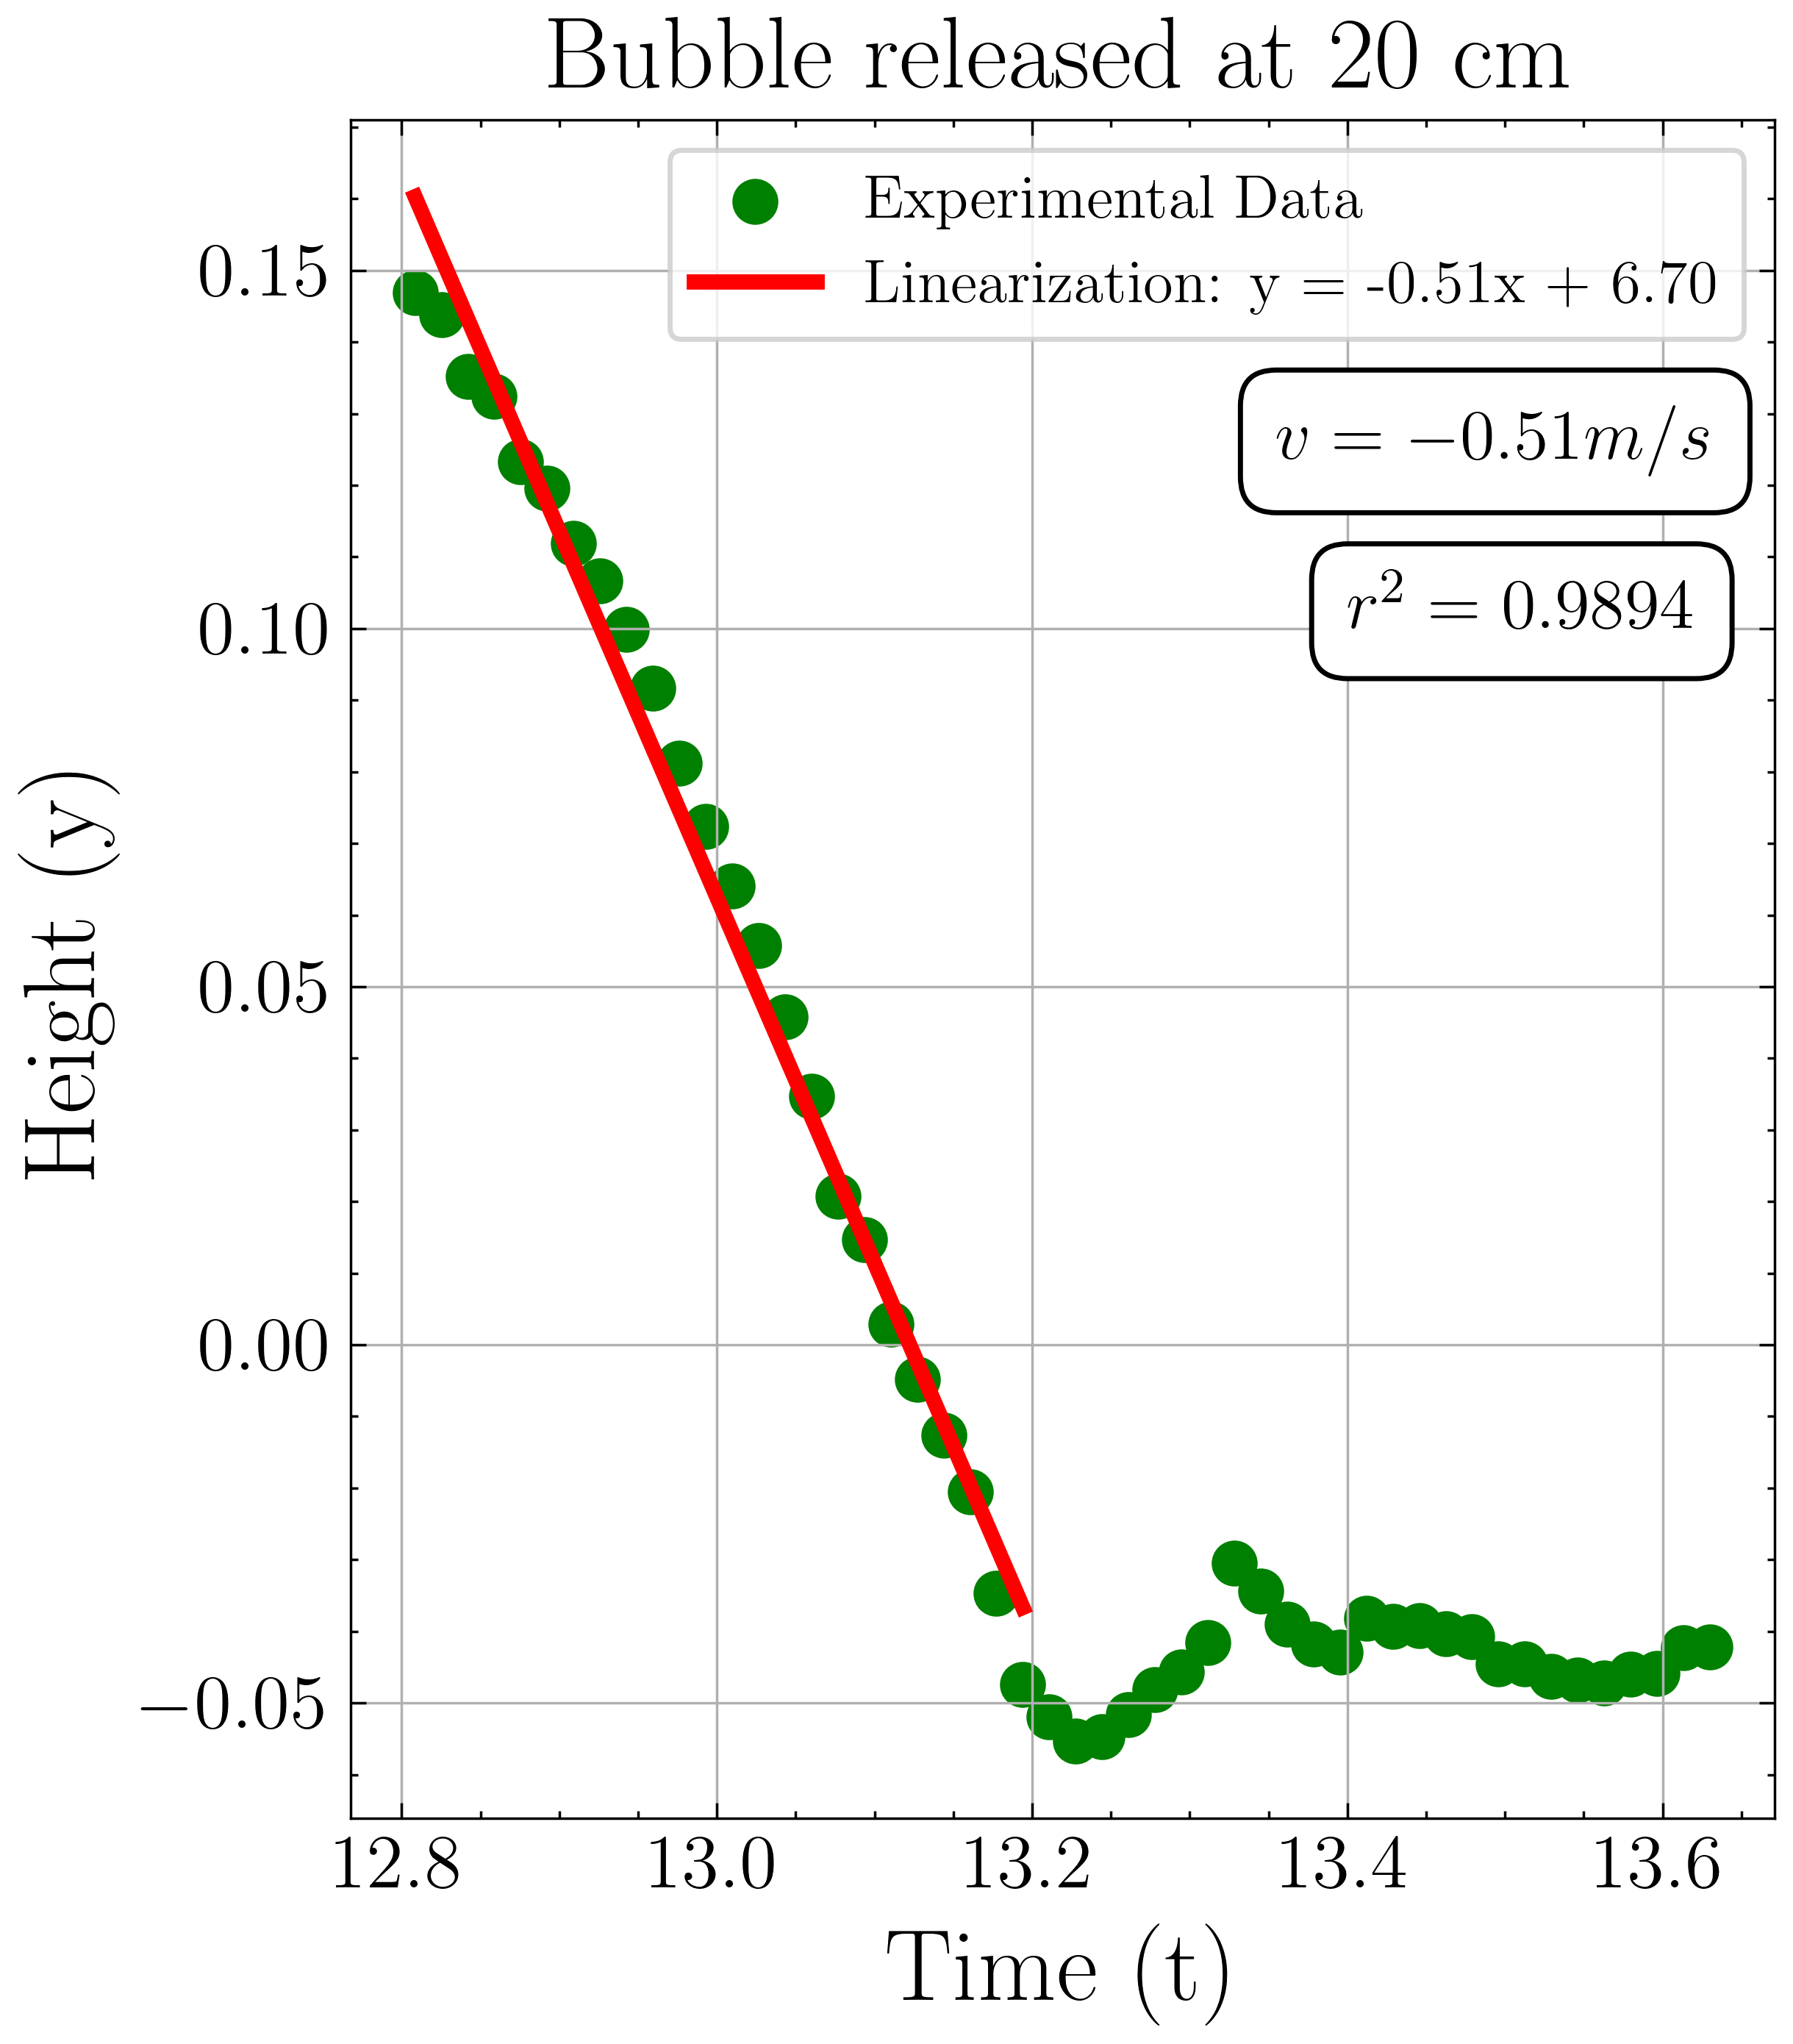 Bubble released at 20 cm
Experimental Data
Linearization: y = -0.51x + 6.70
v = −0.51m/s
r² = 0.9894
Height (y)
0.15
0.10
0.05
0.00
−0.05
12.8 13.0 13.2 13.4 13.6
Time (t)